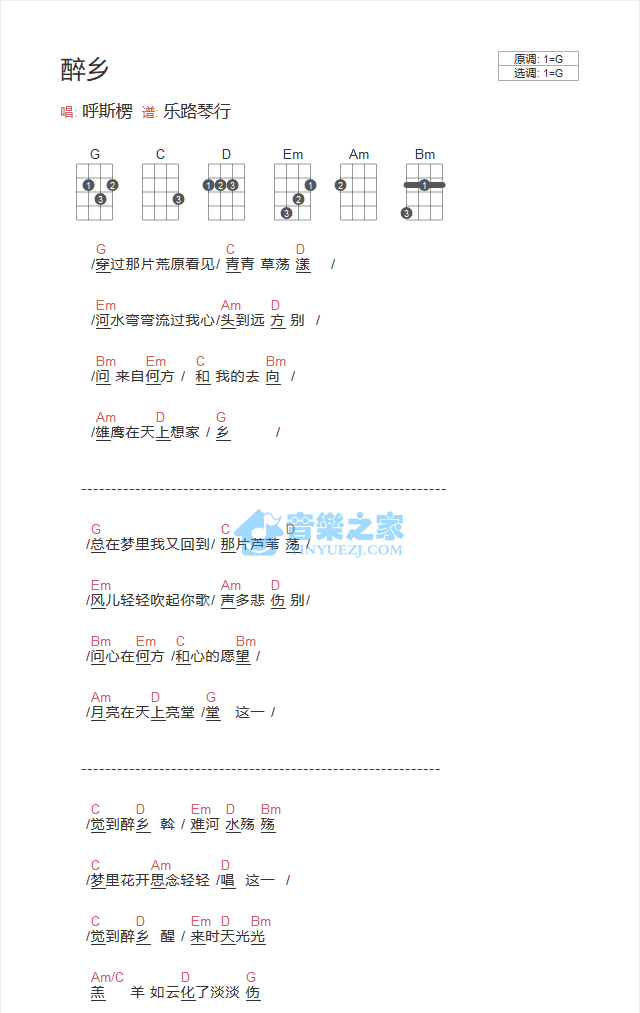 醉乡
原调: 1=G
选调: 1=G
唱: 呼斯楞 谱: 乐路琴行
G C D Em Am Bm
G C D
/穿过那片荒原看见/ 青青 草荡 漾 /
Em Am D
/河水弯弯流过我心/头到远 方 别 /
Bm Em C Bm
/问 来自何方 / 和 我的去 向 /
Am D G
/雄鹰在天上想家 / 乡 /
G C D
/总在梦里我又回到/ 那片芦苇 荡 /
Em Am D
/风儿轻轻吹起你歌/ 声多悲 伤 别/
Bm Em C Bm
/问心在何方 /和心的愿望 /
Am D G
/月亮在天上亮堂 /堂 这一 /
音樂之家
YINYUEZJ.COM
C D Em D Bm
/觉到醉乡 斡 / 难河 水殇 殇
C Am D
/梦里花开思念轻轻 /唱 这一 /
C D Em D Bm
/觉到醉乡 醒 / 来时天光光
Am/C D G
羔 羊 如云化了淡淡 伤